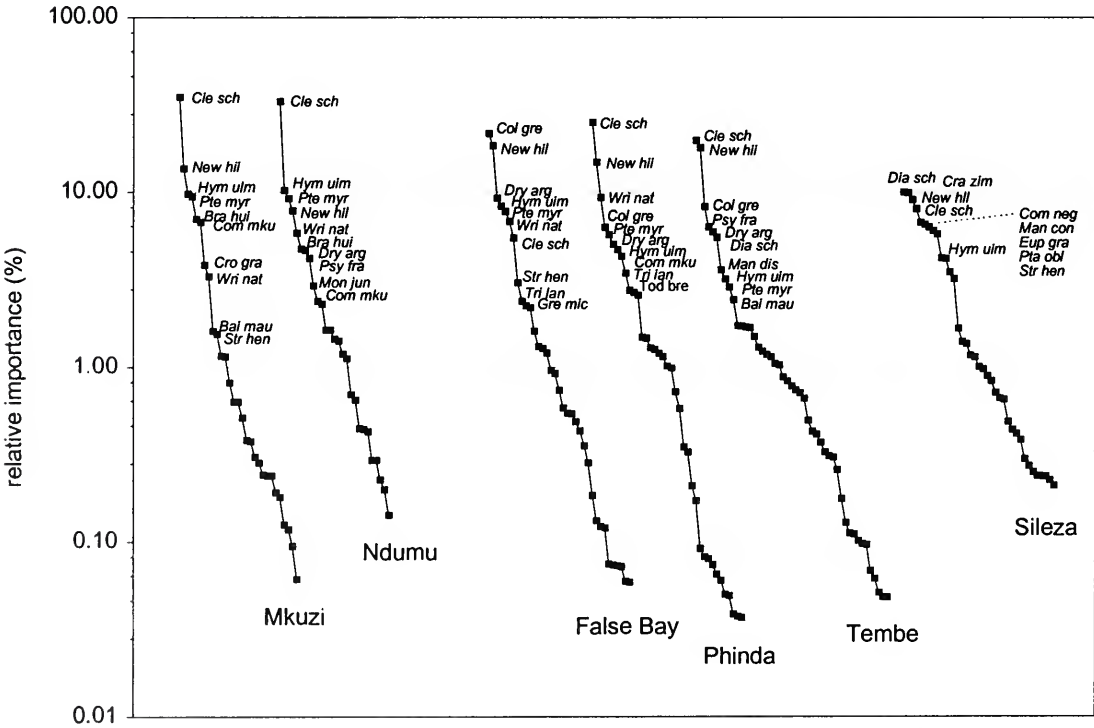 relative importance (%)
100.00
10.00
1.00
0.10
0.01
Cle sch
New hil
Hym ulm
Pte myr
Bra hui
Com mku
Cro gra
Wri nat
Bai mau
Str hen
Mkuzi
Cle sch
Hym ulm
Pte myr
New hil
Wri nat
Bra hui
Dry arg
Psy fra
Mon jun
Com mku
Ndumu
Col gre
New hil
Dry arg
Hym ulm
Pte myr
Wri nat
Cle sch
Str hen
Tri lan
Gre mic
False Bay
Cle sch
New hil
Wri nat
Col gre
Pte myr
Dry arg
Hym ulm
Com mku
Tri lan
Tod bre
Phinda
Cle sch
New hil
Col gre
Psy fra
Dry arg
Dia sch
Man dis
Hym ulm
Pte myr
Bai mau
Tembe
Dia sch
Cra zim
New hil
Cle sch
Com neg
Man con
Eup gra
Pta obl
Str hen
Hym ulm
Sileza